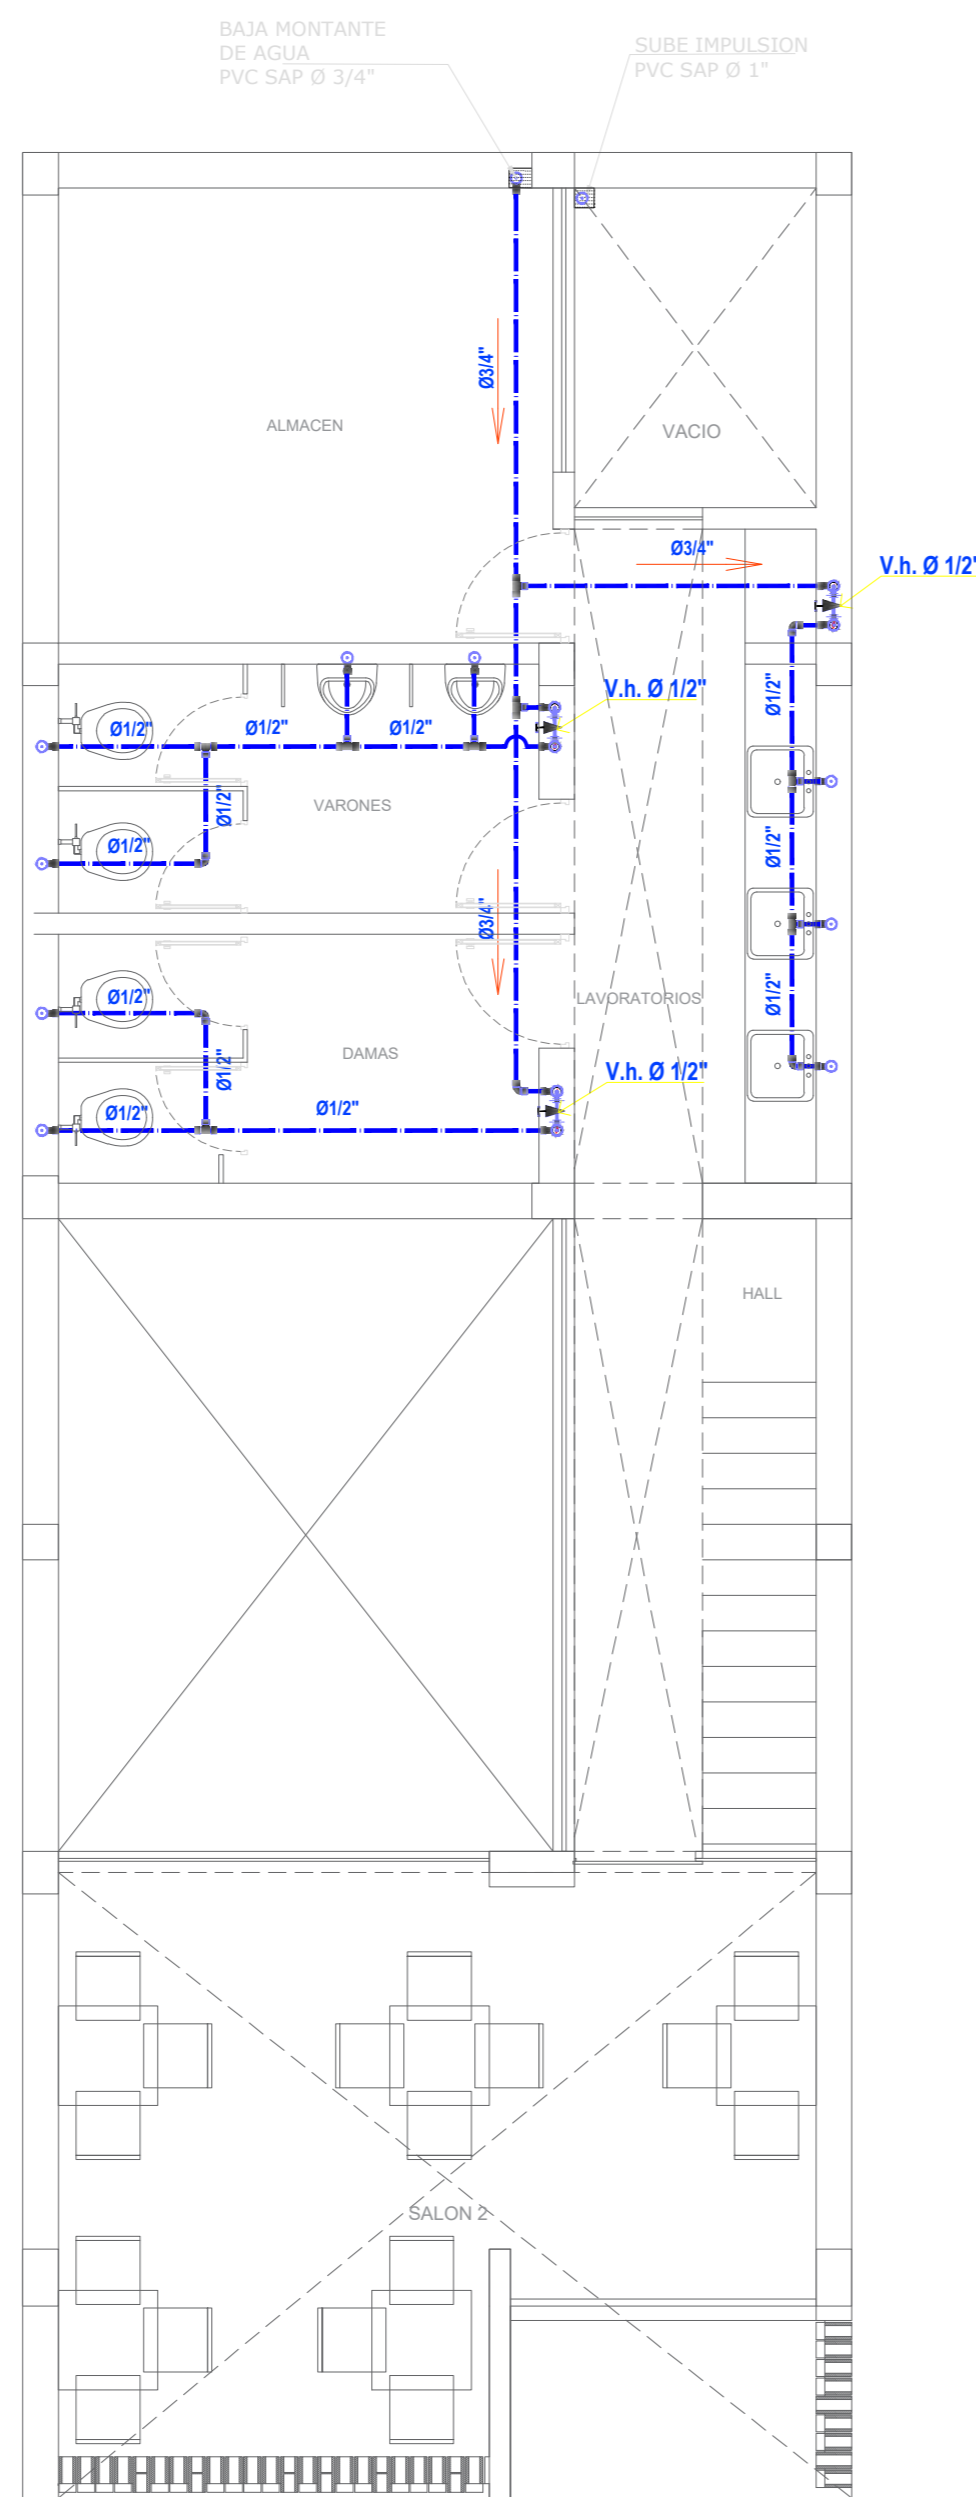 BAJA MONTANTE
DE AGUA
PVC SAP Ø 3/4"
SUBE IMPULSION
PVC SAP Ø 1"
Ø3/4"
ALMACEN
VACIO
Ø3/4"
V.h. Ø 1/2"
Ø1/2"
V.h. Ø 1/2"
Ø1/2"
Ø1/2"
Ø1/2"
VARONES
Ø1/2"
Ø1/2"
Ø1/2"
Ø3/4"
Ø1/2"
LAVORATORIOS
Ø1/2"
DAMAS
Ø1/2"
V.h. Ø 1/2"
Ø1/2"
Ø1/2"
HALL
SALON 2